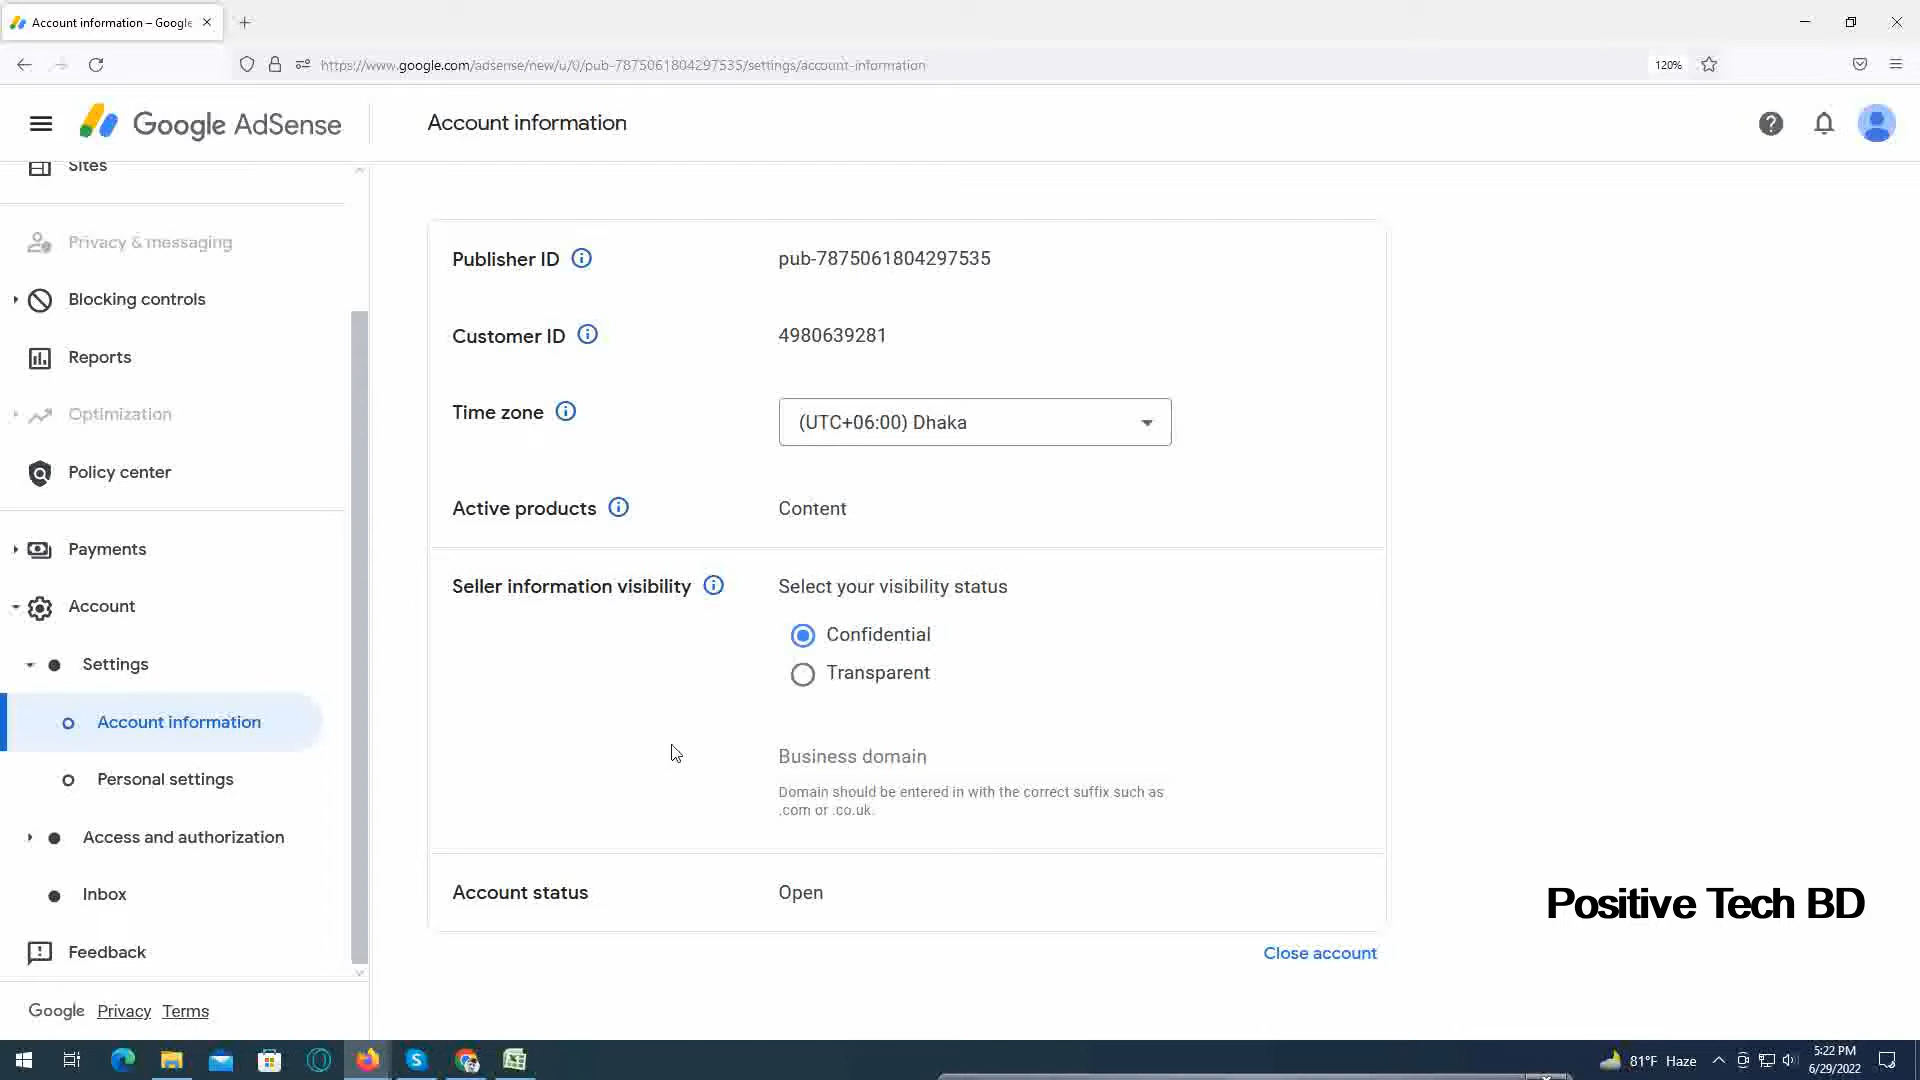 Account information – Google
https://www.google.com/adsense/new/u/0/pub-7875061804297535/settings/account-information
120%
Google AdSense
Account information
Sites
Privacy & messaging
Blocking controls
Reports
Optimization
Policy center
Payments
Account
Settings
Account information
Personal settings
Access and authorization
Inbox
Feedback
Google Privacy Terms
Publisher ID
pub-7875061804297535
Customer ID
4980639281
Time zone
(UTC+06:00) Dhaka
Active products
Content
Seller information visibility
Select your visibility status
Confidential
Transparent
Business domain
Domain should be entered in with the correct suffix such as
.com or .co.uk.
Account status
Open
Close account
Positive Tech BD
81°F Haze
5:22 PM
6/29/2022